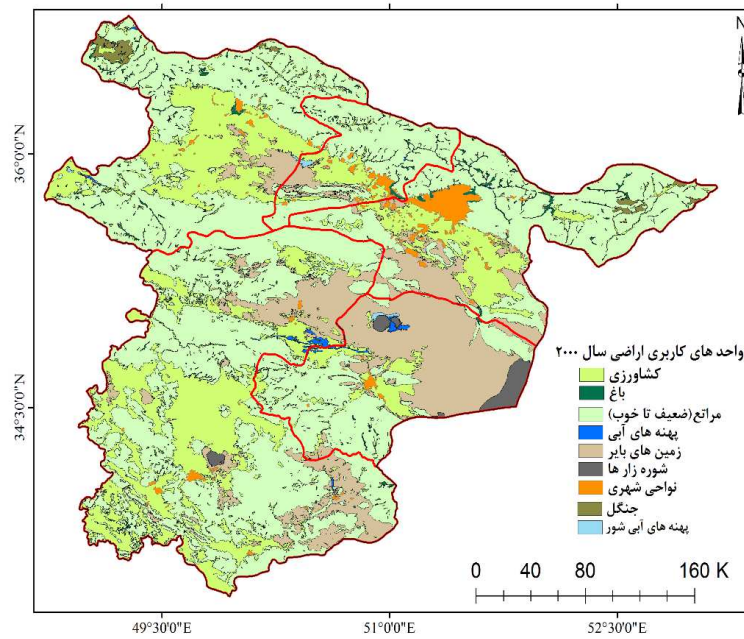 N
36°0'0"N
34°30'0"N
واحد های کاربری اراضی سال ۲۰۰۰
کشاورزی
باغ
مراتع(ضعیف تا خوب)
پهنه های آبی
زمین های بایر
شوره زار ها
نواحی شهری
جنگل
پهنه های آبی شور
0 40 80 160 K
49°30'0"E 51°0'0"E 52°30'0"E